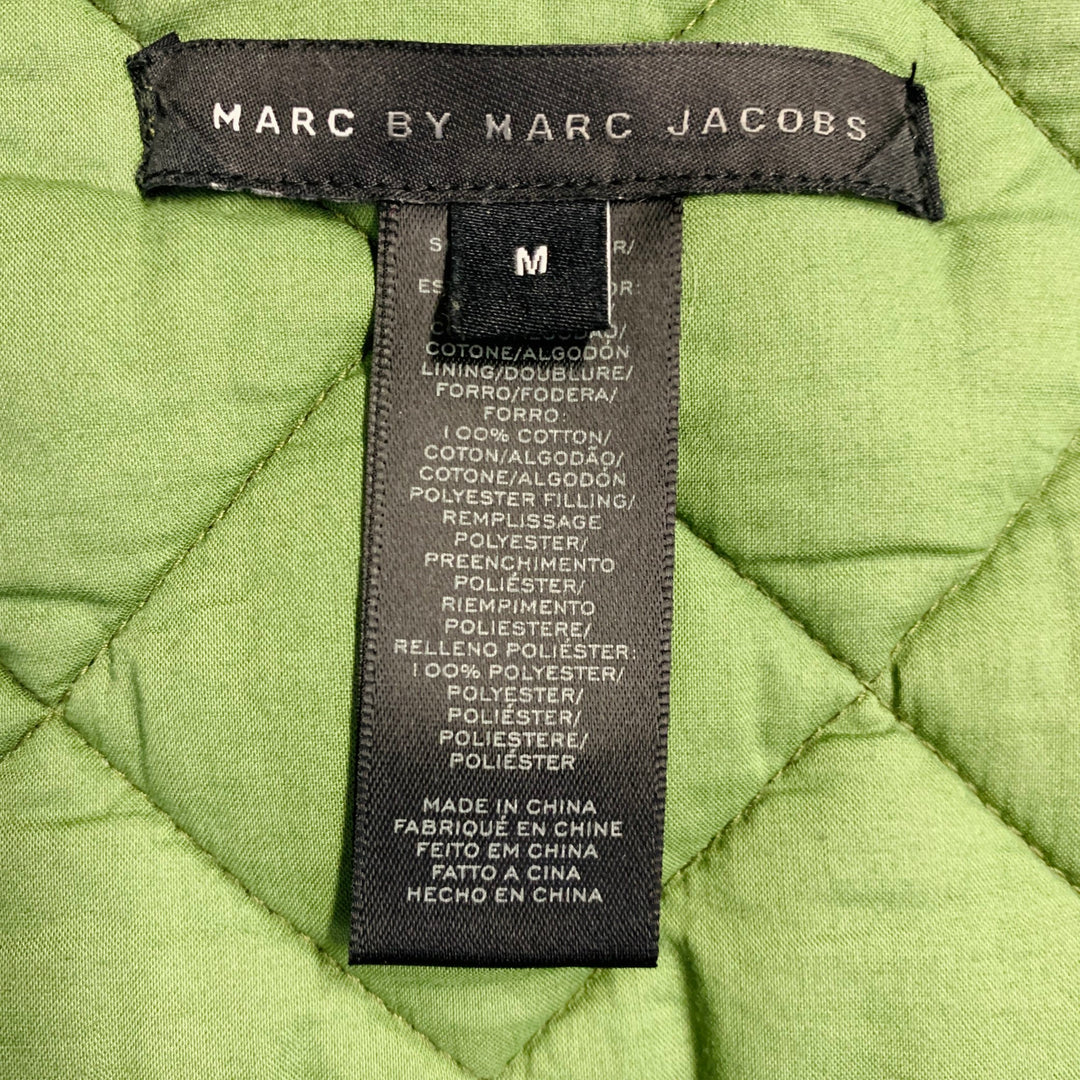 MARC BY MARC JACOBS
M
COTONE/ALGODÓN
LINING/DOUBLURE/
FORRO/FODERA/
FORRO:
100% COTTON/
COTON/ALGODÃO/
COTONE/ALGODÓN
POLYESTER FILLING/
REMPLISSAGE
POLYESTER/
PREENCHIMENTO
POLIÉSTER/
RIEMPIMENTO
POLIESTERE/
RELLENO POLIÉSTER:
100% POLYESTER/
POLYESTER/
POLIÉSTER/
POLIESTERE/
POLIÉSTER
MADE IN CHINA
FABRIQUÉ EN CHINE
FEITO EM CHINA
FATTO A CINA
HECHO EN CHINA